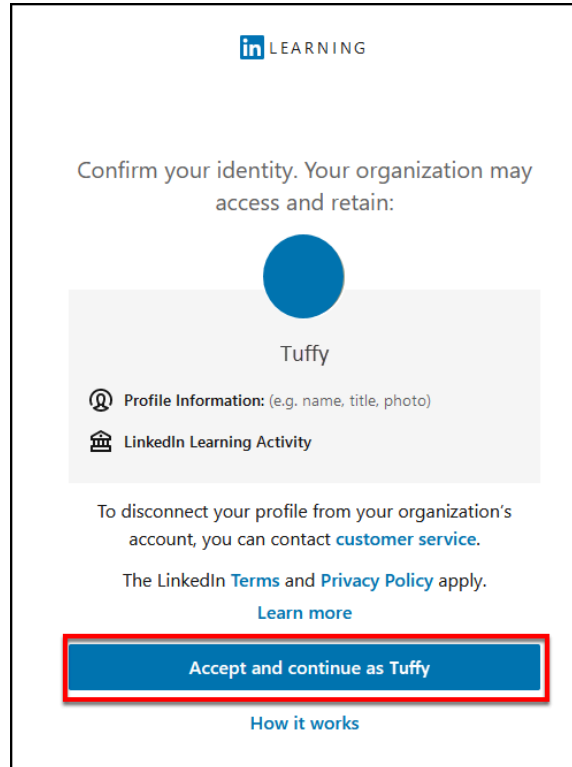 in LEARNING
Confirm your identity. Your organization may
access and retain:
Tuffy
Profile Information: (e.g. name, title, photo)
LinkedIn Learning Activity
To disconnect your profile from your organization's
account, you can contact customer service.
The LinkedIn Terms and Privacy Policy apply.
Learn more
Accept and continue as Tuffy
How it works